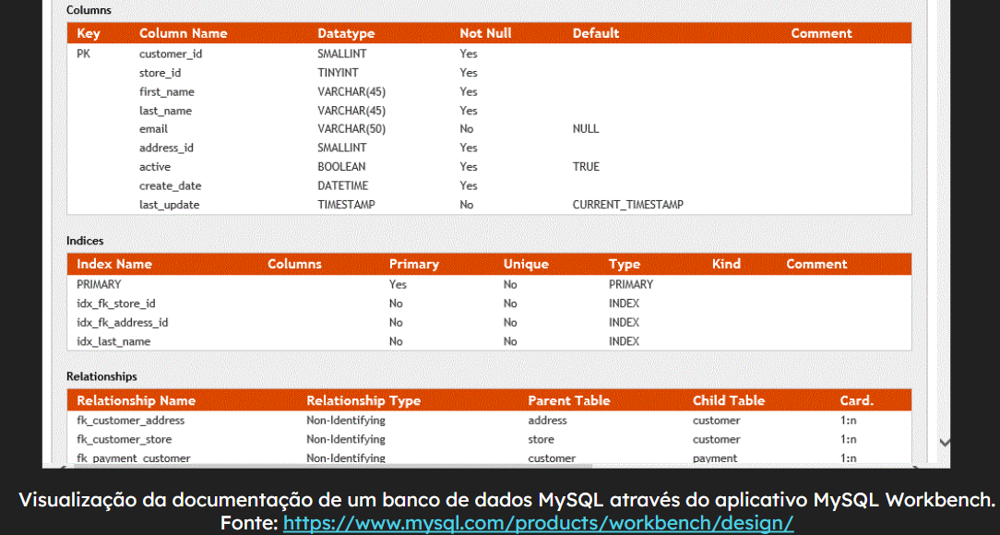 Columns
Key Column Name Datatype Not Null Default Comment
PK customer_id SMALLINT Yes
store_id TINYINT Yes
first_name VARCHAR(45) Yes
last_name VARCHAR(45) Yes
email VARCHAR(50) No NULL
address_id SMALLINT Yes
active BOOLEAN Yes TRUE
create_date DATETIME Yes
last_update TIMESTAMP No CURRENT_TIMESTAMP
Indices
Index Name Columns Primary Unique Type Kind Comment
PRIMARY Yes No PRIMARY
idx_fk_store_id No No INDEX
idx_fk_address_id No No INDEX
idx_last_name No No INDEX
Relationships
Relationship Name Relationship Type Parent Table Child Table Card.
fk_customer_address Non-Identifying address customer 1:n
fk_customer_store Non-Identifying store customer 1:n
fk_payment_customer Non-Identifying customer payment 1:n
Visualização da documentação de um banco de dados MySQL através do aplicativo MySQL Workbench.
Fonte: https://www.mysql.com/products/workbench/design/